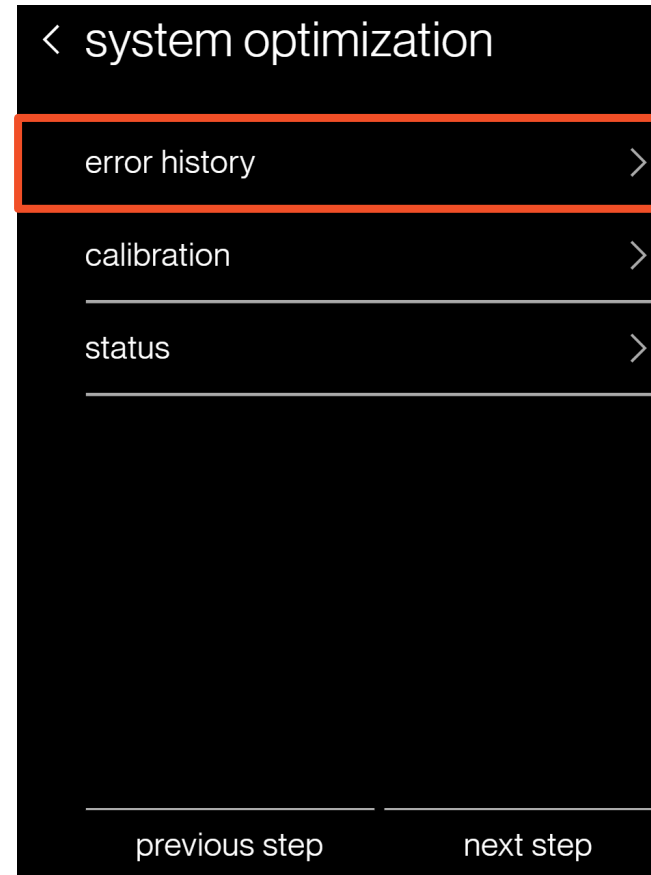 system optimization
error history
calibration
status
previous step next step